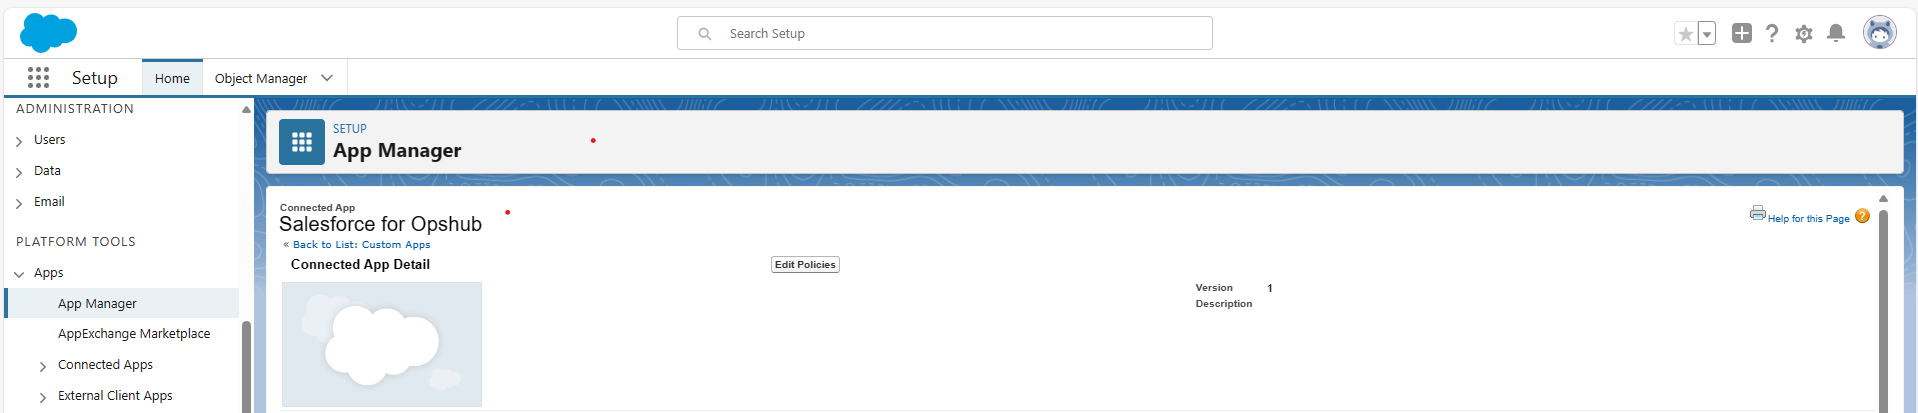 Search Setup
Setup
Home
Object Manager
ADMINISTRATION
Users
Data
Email
PLATFORM TOOLS
Apps
App Manager
AppExchange Marketplace
Connected Apps
External Client Apps
SETUP
App Manager
Connected App
Salesforce for Opshub
« Back to List: Custom Apps
Help for this Page
Connected App Detail
Edit Policies
Version 1
Description